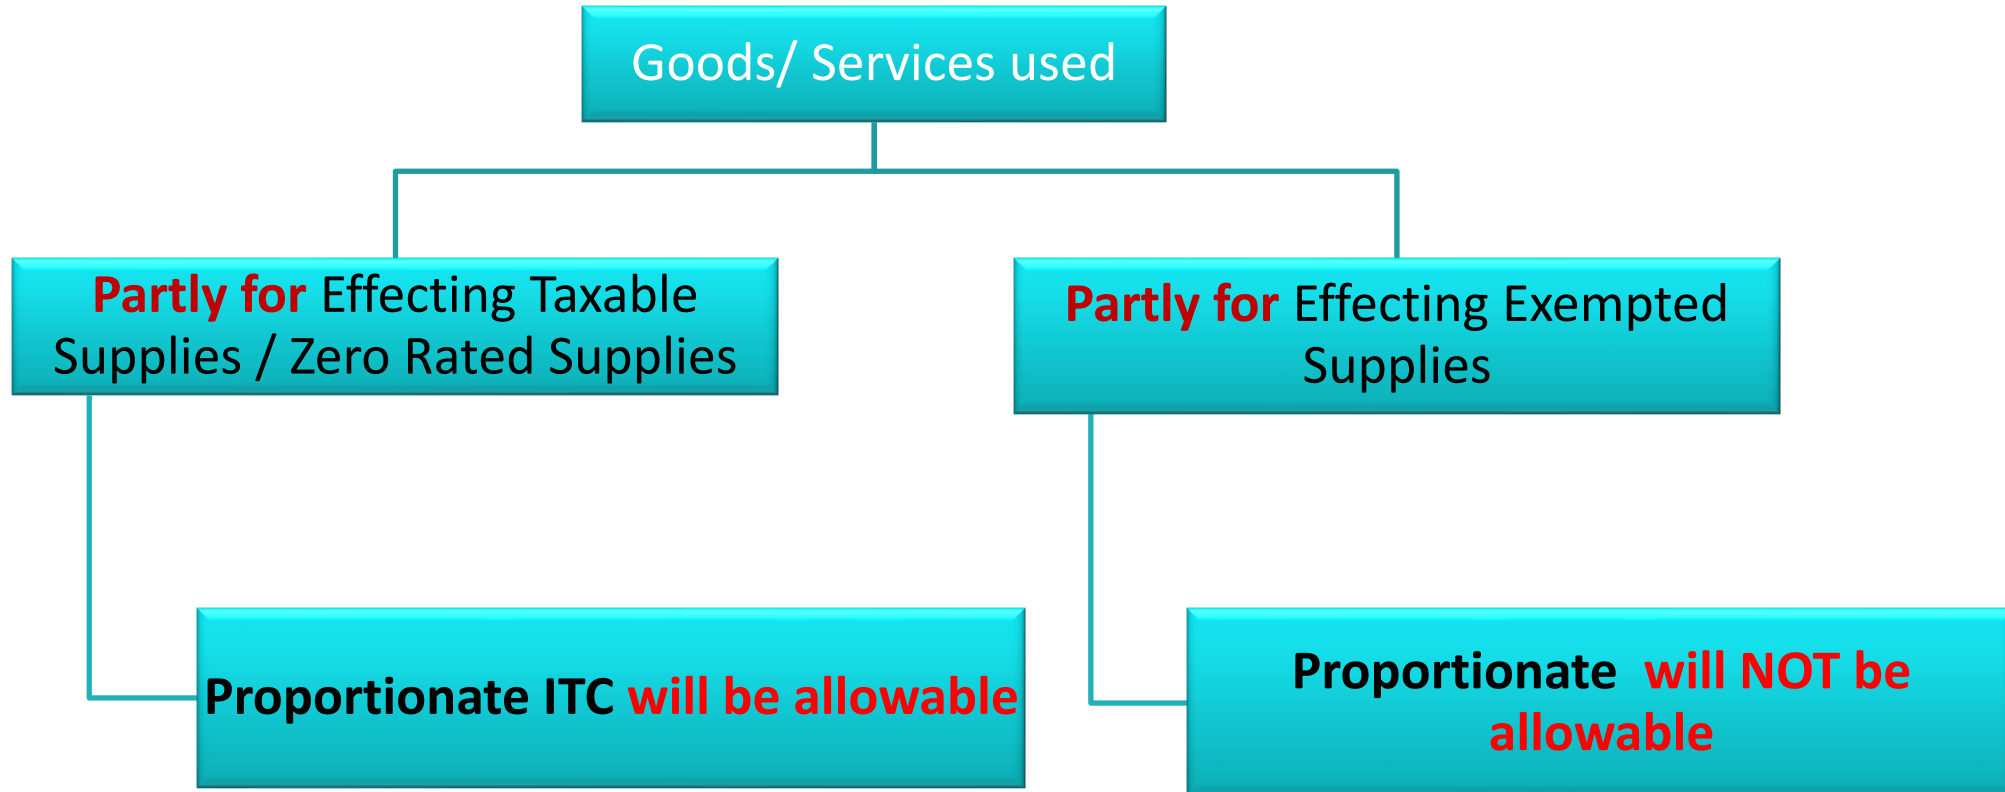 Goods/ Services used
Partly for Effecting Taxable
Supplies / Zero Rated Supplies
Partly for Effecting Exempted
Supplies
Proportionate ITC will be allowable
Proportionate  will NOT be
allowable